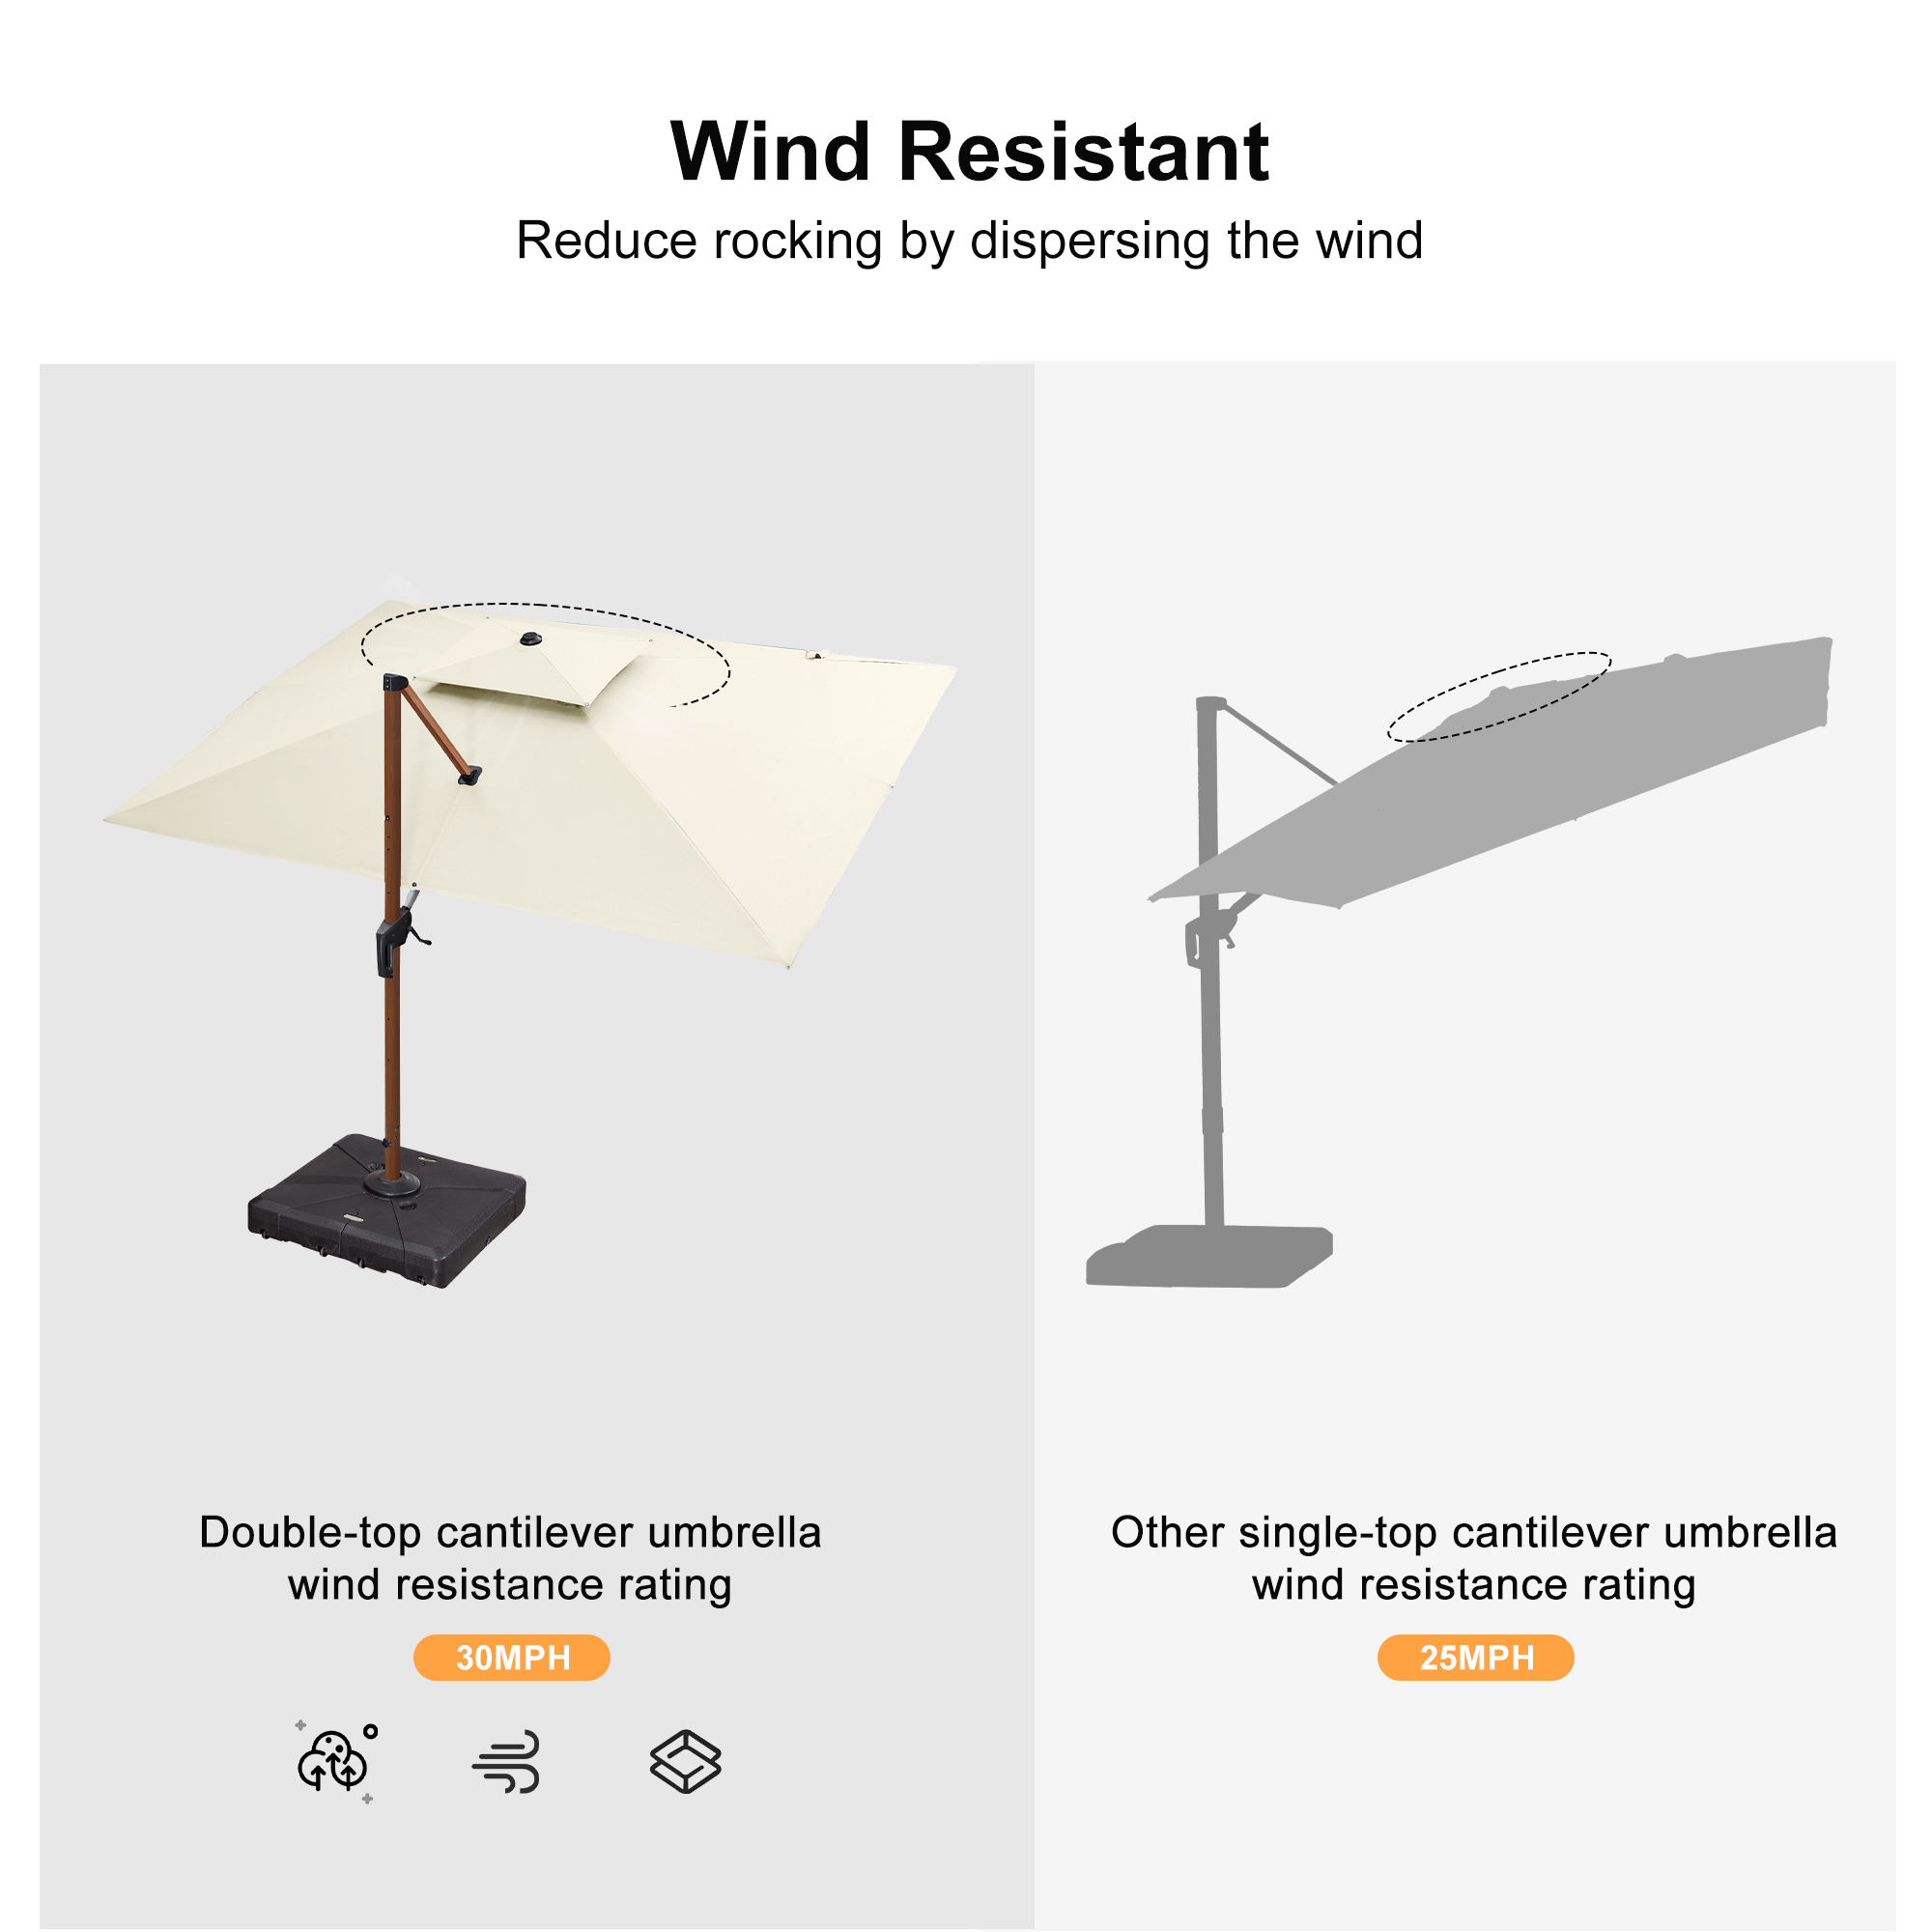 Wind Resistant
Reduce rocking by dispersing the wind
Double-top cantilever umbrella
wind resistance rating
30MPH
Other single-top cantilever umbrella
wind resistance rating
25MPH